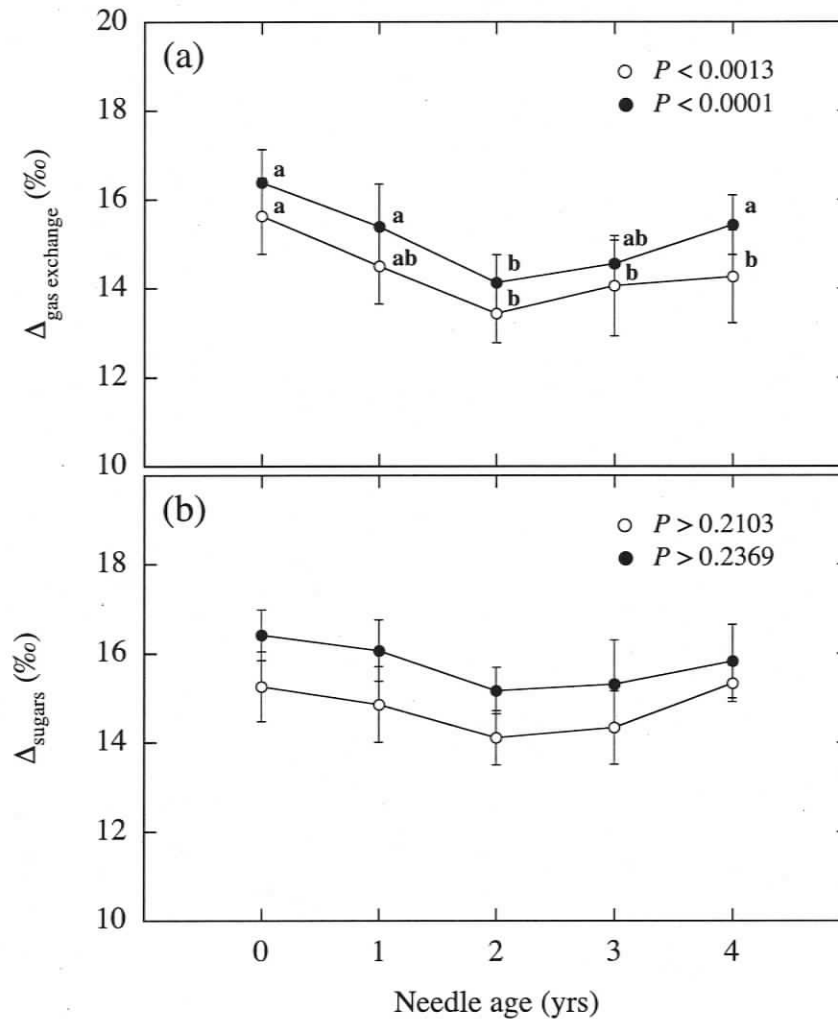 20
(a)
○ P < 0.0013
● P < 0.0001
18
16
14
12
10
Δgas exchange (‰)
a
a
a
ab
b
b
ab
b
a
b
(b)
○ P > 0.2103
● P > 0.2369
16
14
12
10
Δsugars (‰)
0 1 2 3 4
Needle age (yrs)